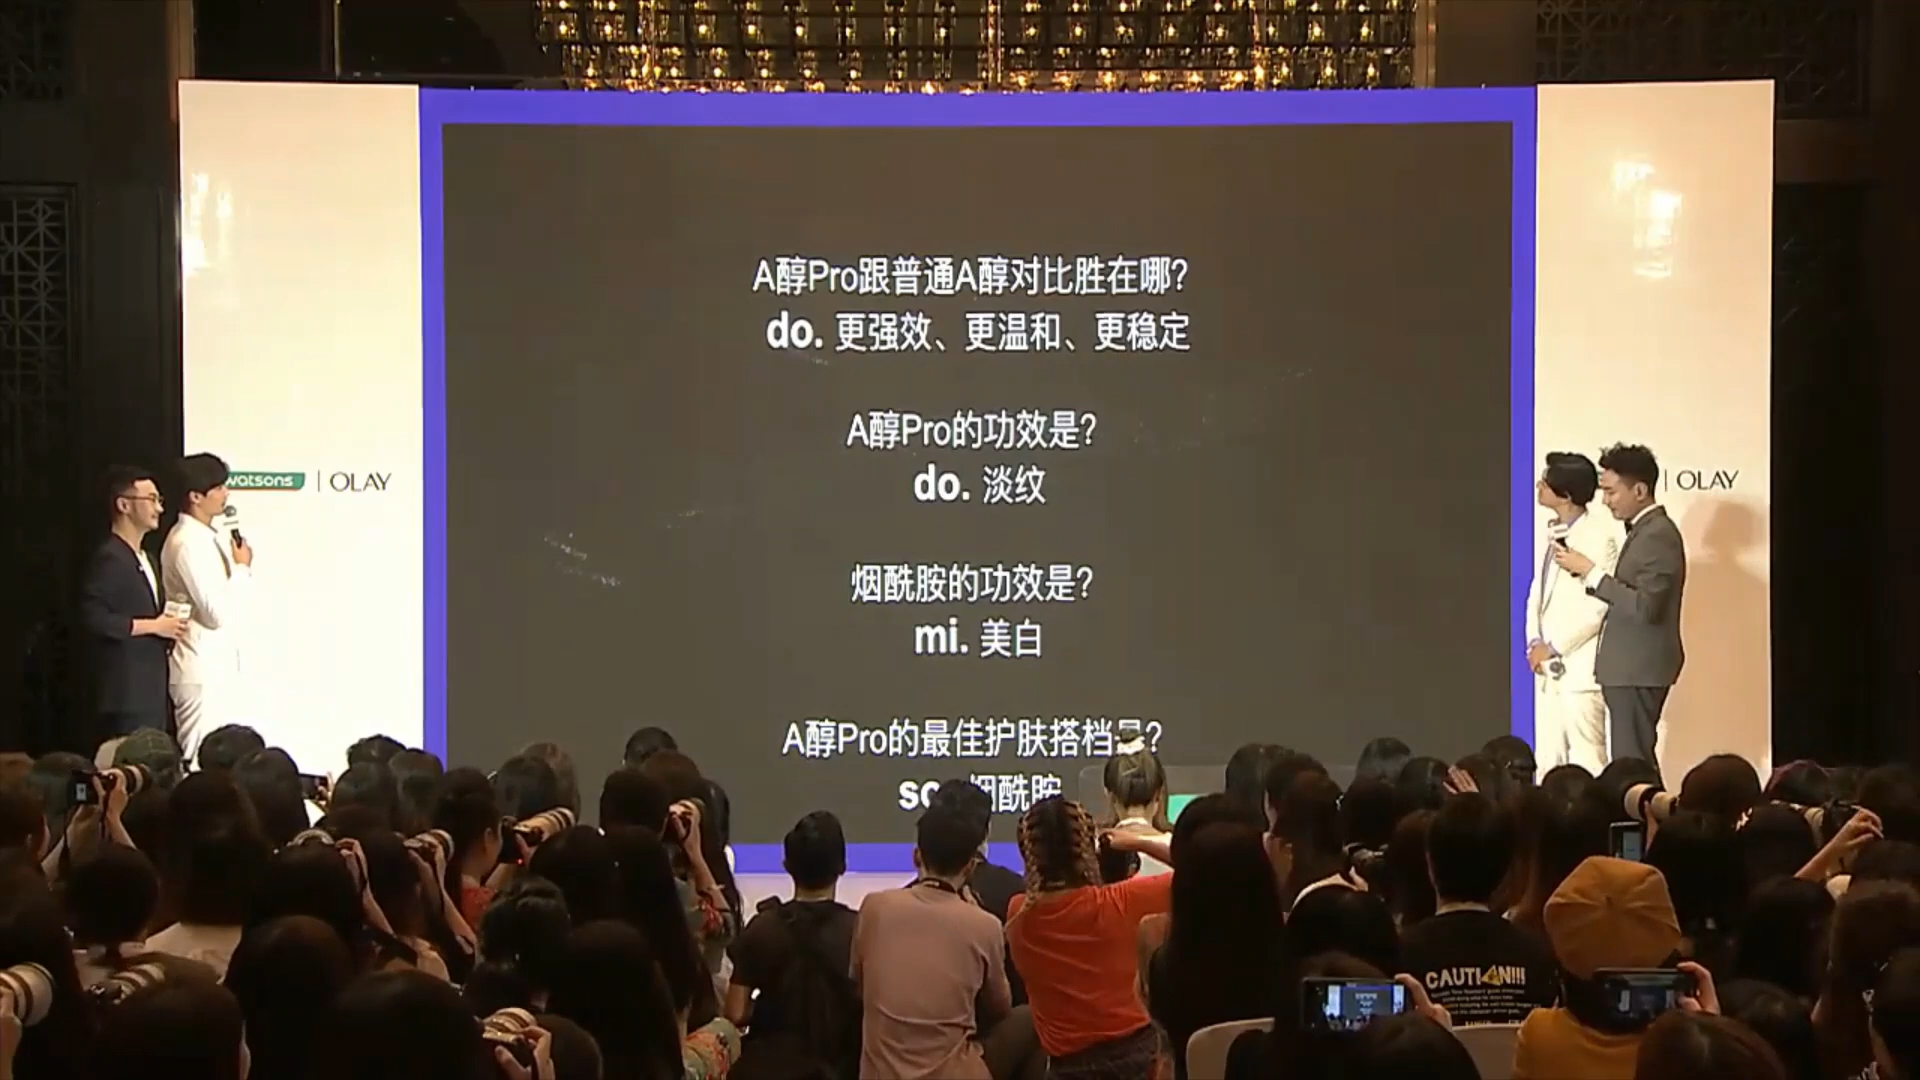 A醇Pro跟普通A醇对比胜在哪?
do. 更强效、更温和、更稳定
A醇Pro的功效是?
do. 淡纹
烟酰胺的功效是?
mi. 美白
A醇Pro的最佳护肤搭档是?
so 烟酰胺
watsons | OLAY
| OLAY
CAUTION!!!